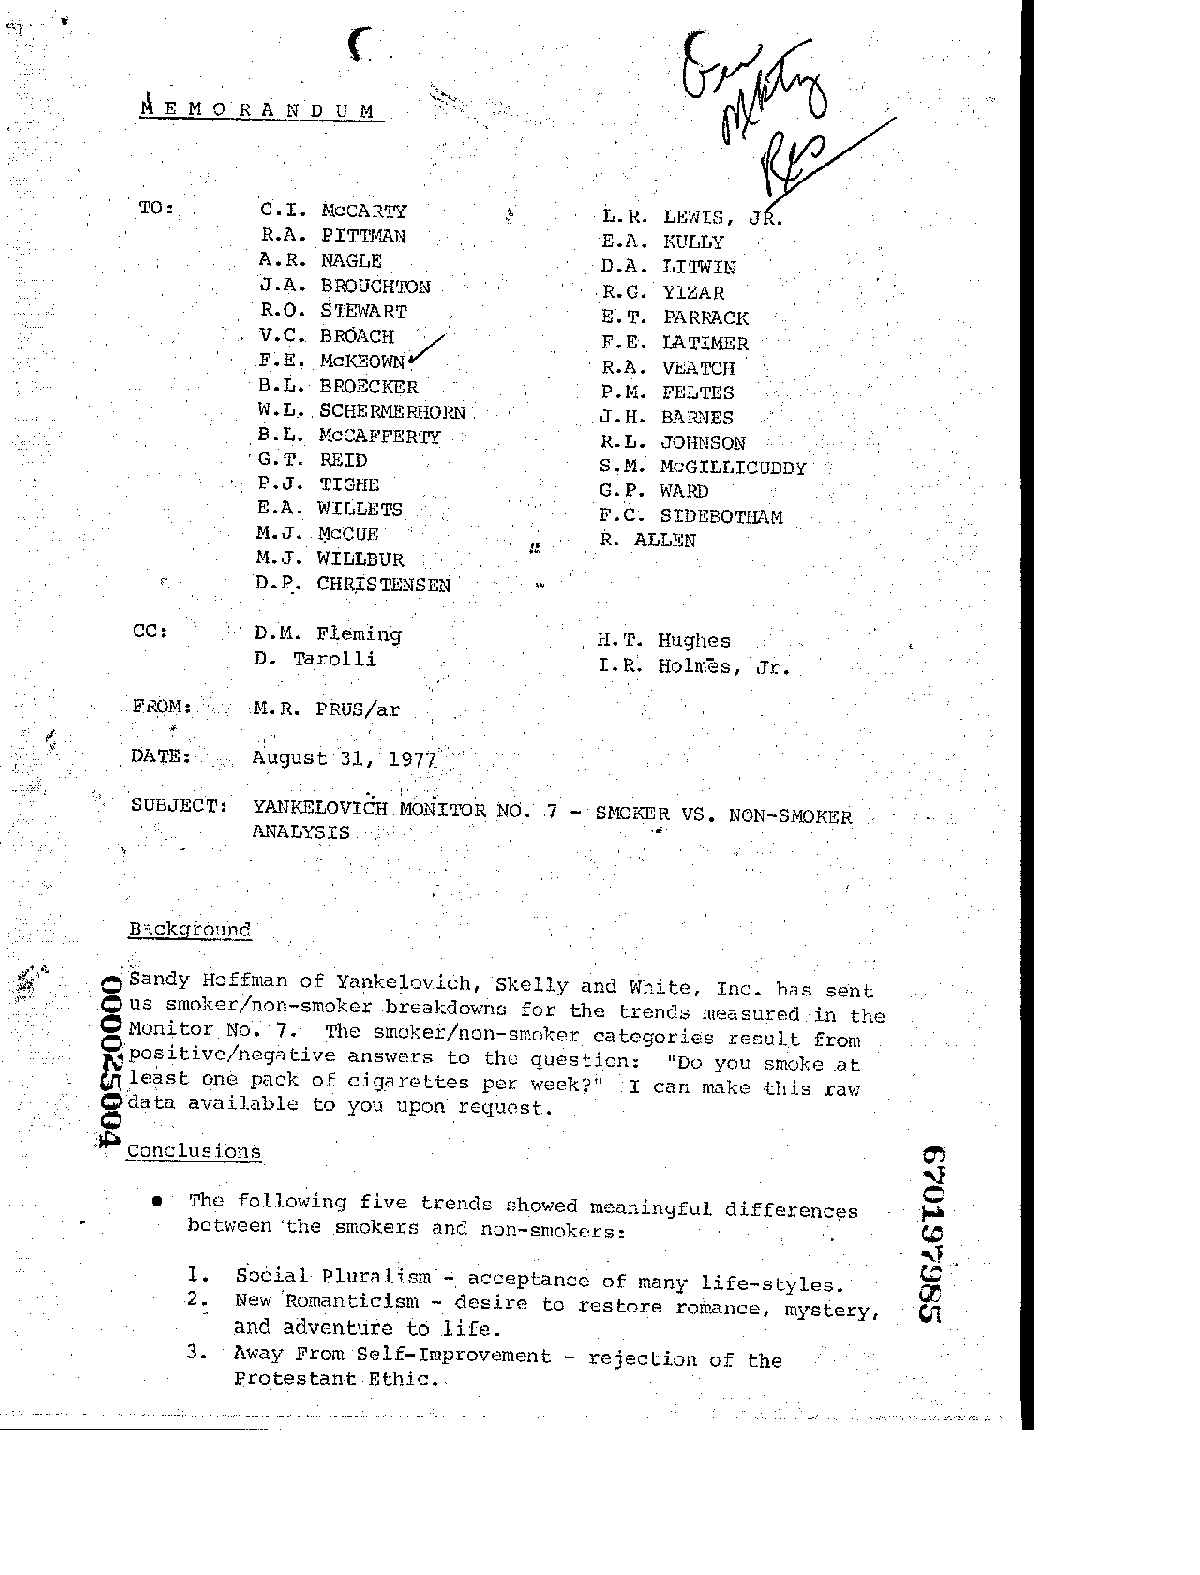 Gen
Mktg
Res
MEMORANDUM
TO: C.I. McCARTY L.R. LEWIS, JR.
R.A. PITTMAN E.A. KULLY
A.R. NAGLE D.A. LITWIN
J.A. BROUGHTON R.C. YIZAR
R.O. STEWART E.T. PARRACK
V.C. BROACH F.E. LATIMER
F.E. McKEOWN R.A. VEATCH
B.L. BROECKER P.M. FELTES
W.L. SCHERMERHORN J.H. BARNES
B.L. McCAFFERTY R.L. JOHNSON
G.T. REID S.M. McGILLICUDDY
P.J. TIGHE G.P. WARD
E.A. WILLETS F.C. SIDEBOTHAM
M.J. McCUE R. ALLEN
M.J. WILLBUR
D.P. CHRISTENSEN
CC: D.M. Fleming H.T. Hughes
D. Tarolli I.R. Holmes, Jr.
FROM: M.R. PRUS/ar
DATE: August 31, 1977
SUBJECT: YANKELOVICH MONITOR NO. 7 - SMOKER VS. NON-SMOKER
ANALYSIS
Background
Sandy Hoffman of Yankelovich, Skelly and White, Inc. has sent
us smoker/non-smoker breakdowns for the trends measured in the
Monitor No. 7. The smoker/non-smoker categories result from
positive/negative answers to the question: "Do you smoke at
least one pack of cigarettes per week?" I can make this raw
data available to you upon request.
Conclusions
● The following five trends showed meaningful differences
between the smokers and non-smokers:
1. Social Pluralism - acceptance of many life-styles.
2. New Romanticism - desire to restore romance, mystery,
and adventure to life.
3. Away From Self-Improvement - rejection of the
Protestant Ethic.
670197985